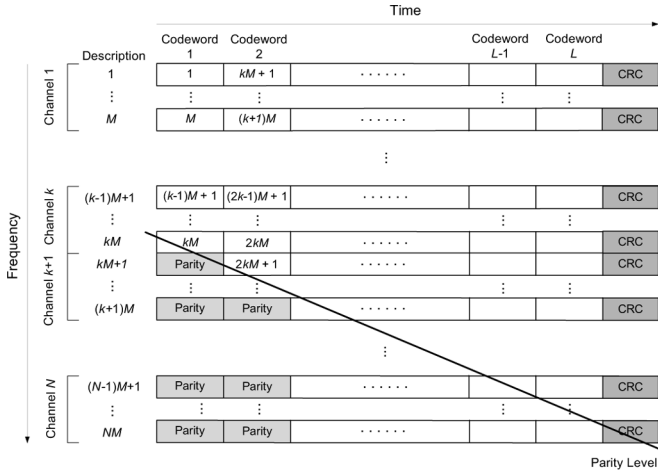 Time
Codeword 1 Codeword 2 Codeword L-1 Codeword L
Description
Frequency
Channel 1
1 1 kM + 1 · · · · · · CRC
⋮ ⋮ ⋮ ⋮ ⋮
M M (k+1)M · · · · · · CRC
⋮
Channel k
(k-1)M+1 (k-1)M + 1 (2k-1)M + 1 · · · · · · CRC
⋮ ⋮ ⋮ ⋮ ⋮
kM kM 2kM · · · · · · CRC
Channel k+1
kM+1 Parity 2kM + 1 · · · · · · CRC
⋮ ⋮ ⋮ ⋮ ⋮
(k+1)M Parity Parity · · · · · · CRC
⋮
Channel N
(N-1)M+1 Parity Parity · · · · · · CRC
⋮ ⋮ ⋮ ⋮ ⋮
NM Parity Parity · · · · · · CRC
Parity Level